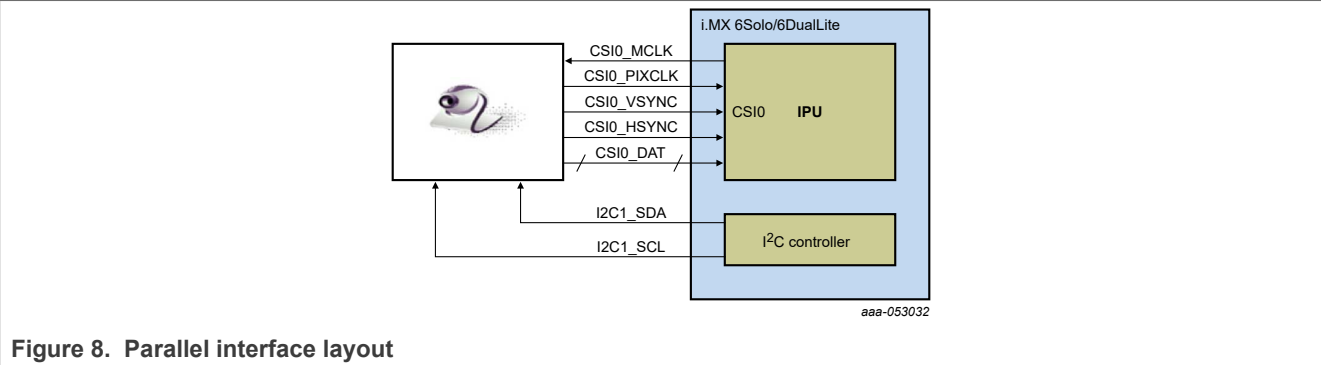 i.MX 6Solo/6DualLite
CSI0_MCLK
CSI0_PIXCLK
CSI0_VSYNC
CSI0_HSYNC
CSI0_DAT
CSI0 IPU
I2C1_SDA
I2C1_SCL
I2C controller
aaa-053032
Figure 8. Parallel interface layout